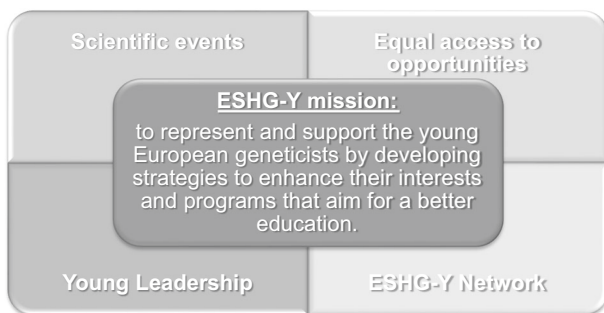 Scientific events
Equal access to
opportunities
ESHG-Y mission:
to represent and support the young
European geneticists by developing
strategies to enhance their interests
and programs that aim for a better
education.
Young Leadership
ESHG-Y Network